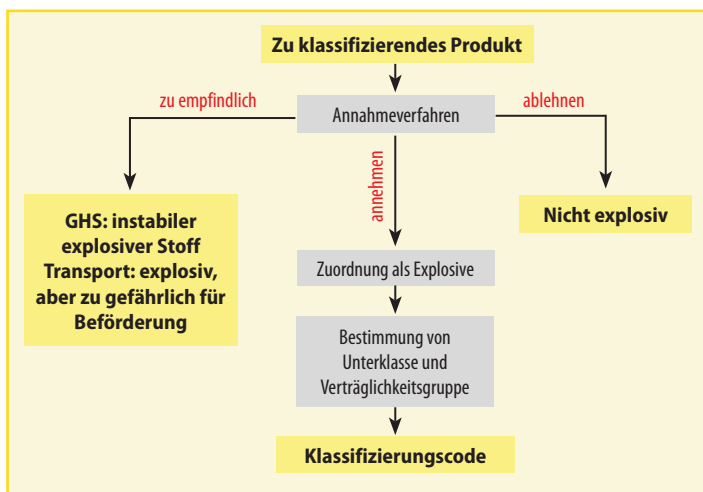 Zu klassifizierendes Produkt
zu empfindlich
ablehnen
Annahmeverfahren
annehmen
GHS: instabiler
explosiver Stoff
Transport: explosiv,
aber zu gefährlich für
Beförderung
Nicht explosiv
Zuordnung als Explosive
Bestimmung von
Unterklasse und
Verträglichkeitsgruppe
Klassifizierungscode